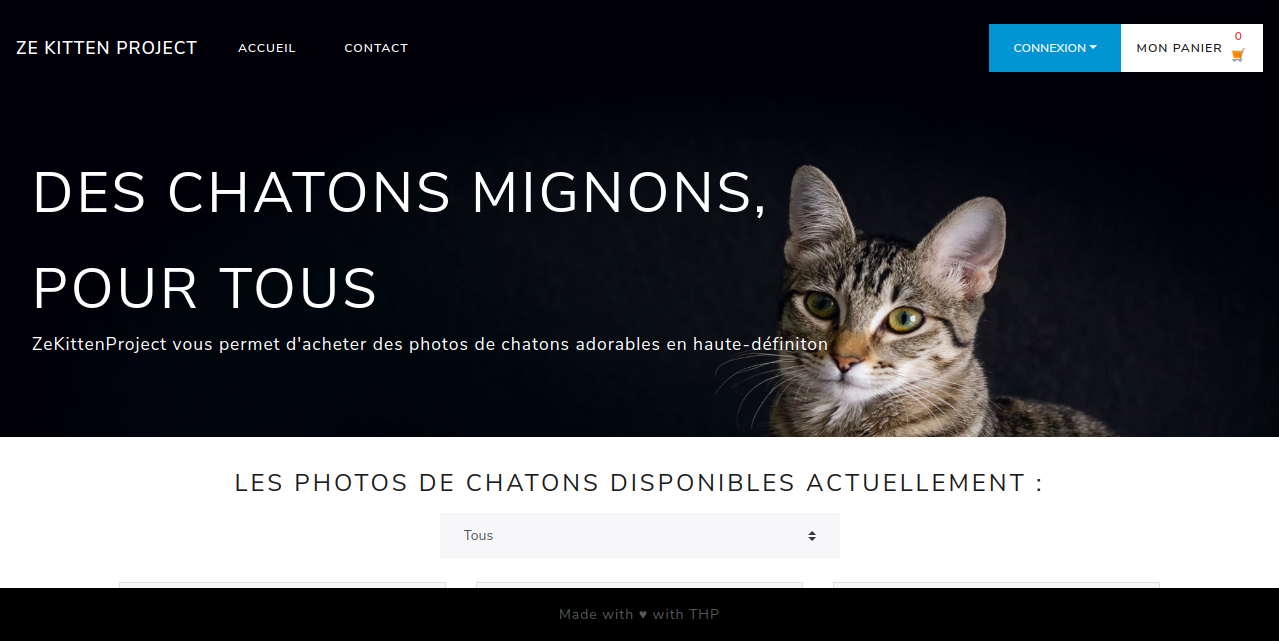 ZE KITTEN PROJECT ACCUEIL CONTACT CONNEXION MON PANIER 0
DES CHATONS MIGNONS,
POUR TOUS
ZeKittenProject vous permet d'acheter des photos de chatons adorables en haute-définiton
LES PHOTOS DE CHATONS DISPONIBLES ACTUELLEMENT :
Tous
Made with ♥ with THP